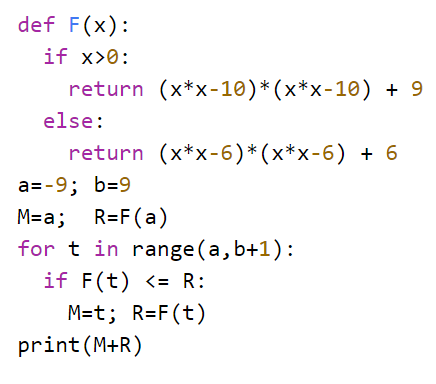 def F(x):
  if x>0:
    return (x*x-10)*(x*x-10) + 9
  else:
    return (x*x-6)*(x*x-6) + 6
a=-9; b=9
M=a;  R=F(a)
for t in range(a,b+1):
  if F(t) <= R:
    M=t; R=F(t)
print(M+R)